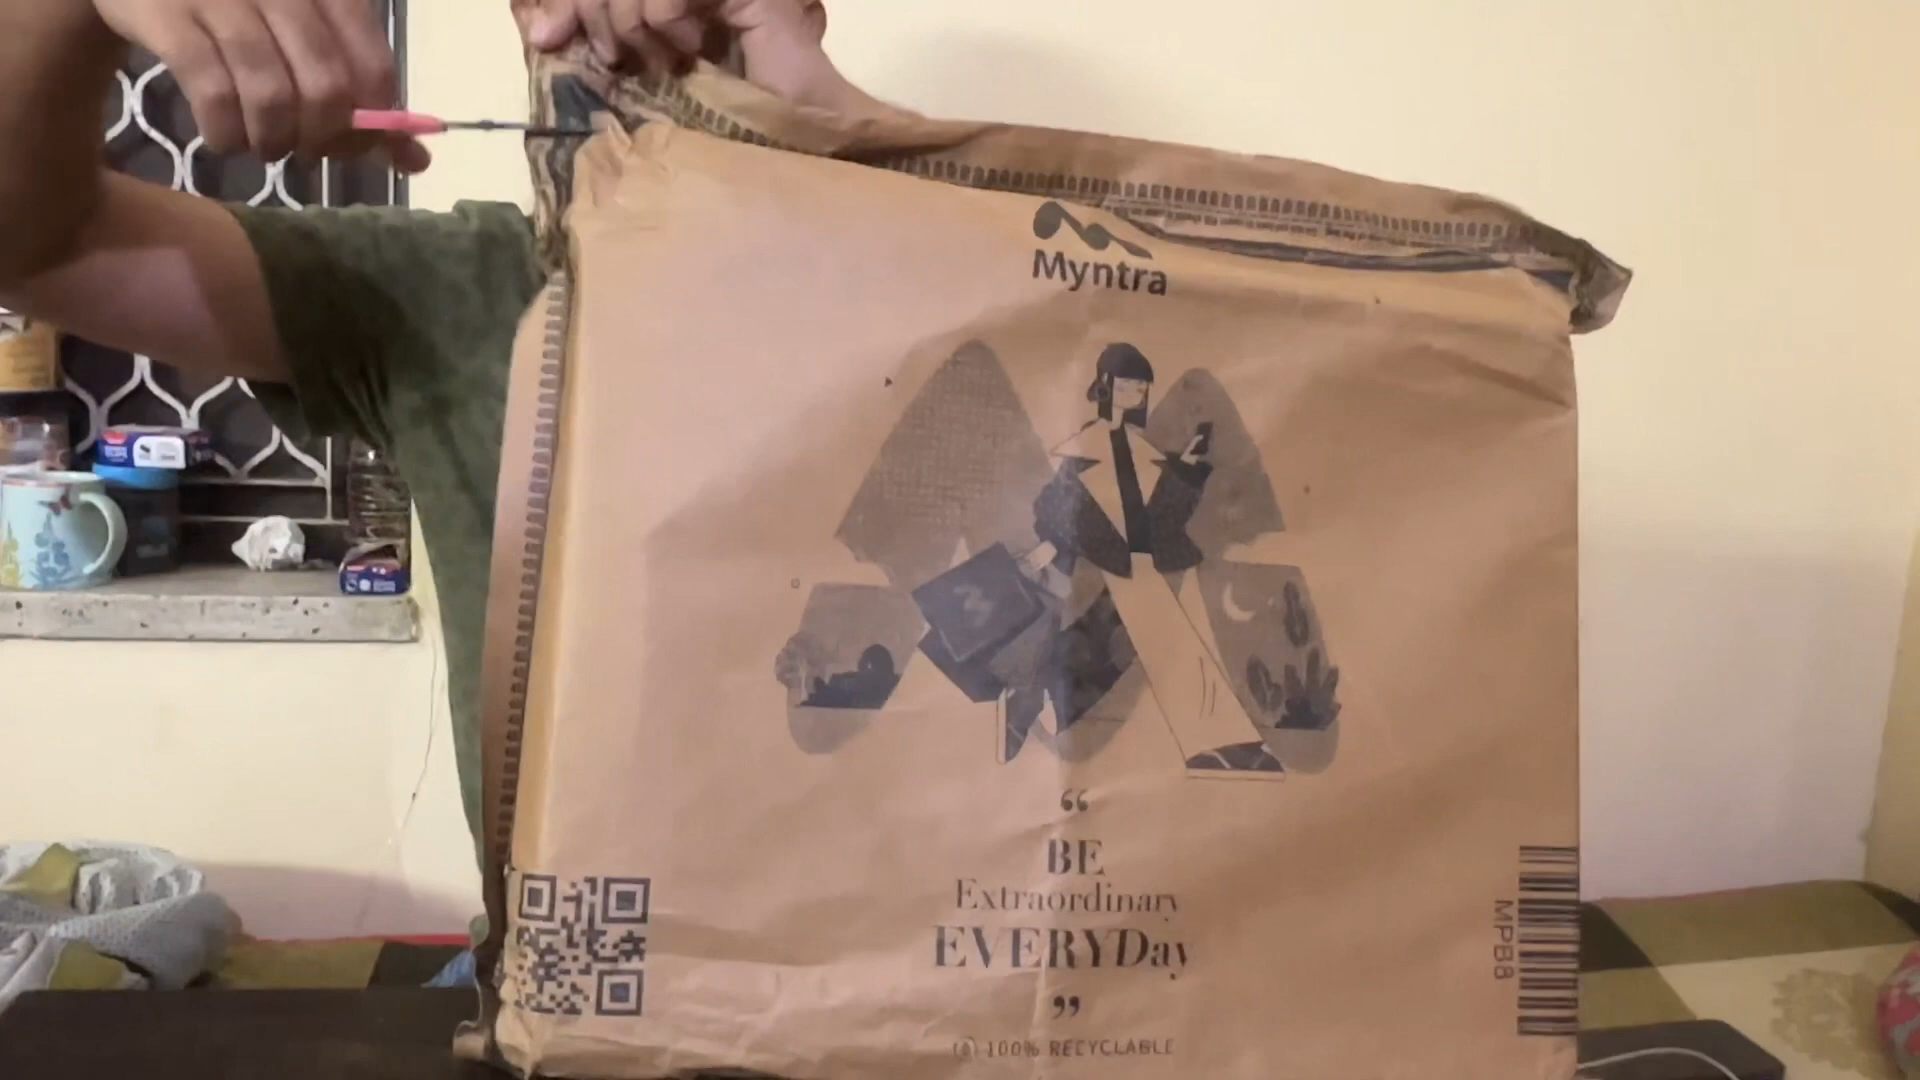 Myntra
“
BE
Extraordinary
EVERYDay
”
100% RECYCLABLE
MPB8